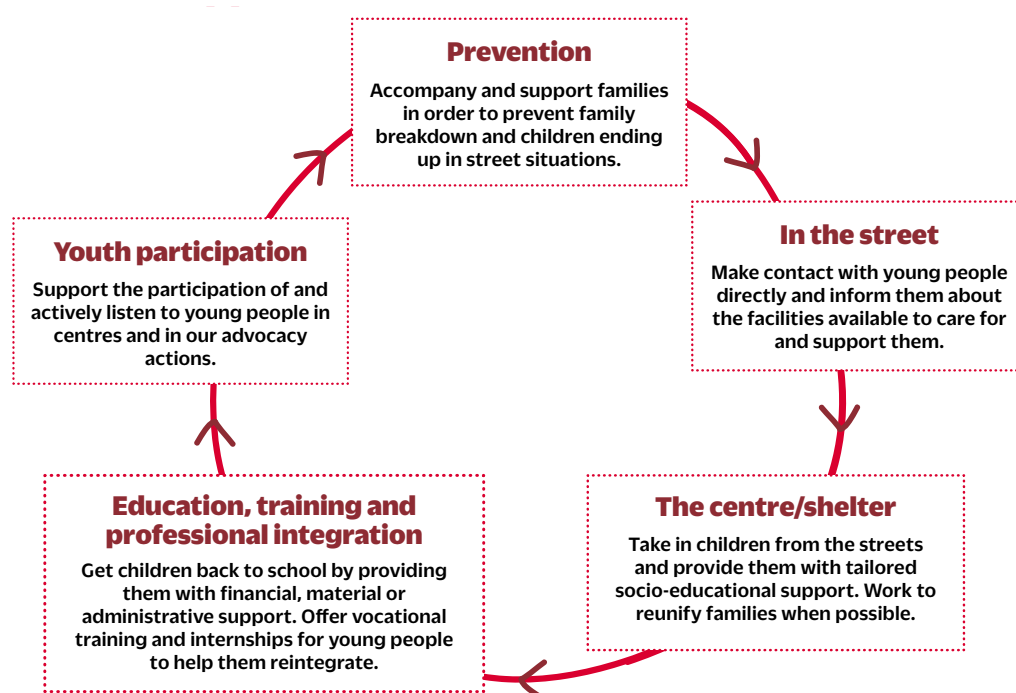 Prevention
Accompany and support families
in order to prevent family
breakdown and children ending
up in street situations.
In the street
Make contact with young people
directly and inform them about
the facilities available to care for
and support them.
The centre/shelter
Take in children from the streets
and provide them with tailored
socio-educational support. Work to
reunify families when possible.
Education, training and
professional integration
Get children back to school by providing
them with financial, material or
administrative support. Offer vocational
training and internships for young people
to help them reintegrate.
Youth participation
Support the participation of and
actively listen to young people in
centres and in our advocacy
actions.